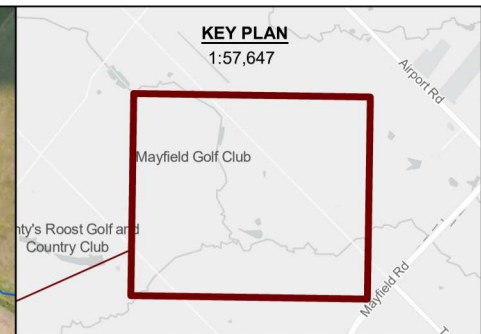 KEY PLAN
1:57,647
Airport Rd
Mayfield Golf Club
nty's Roost Golf and
Country Club
Mayfield Rd